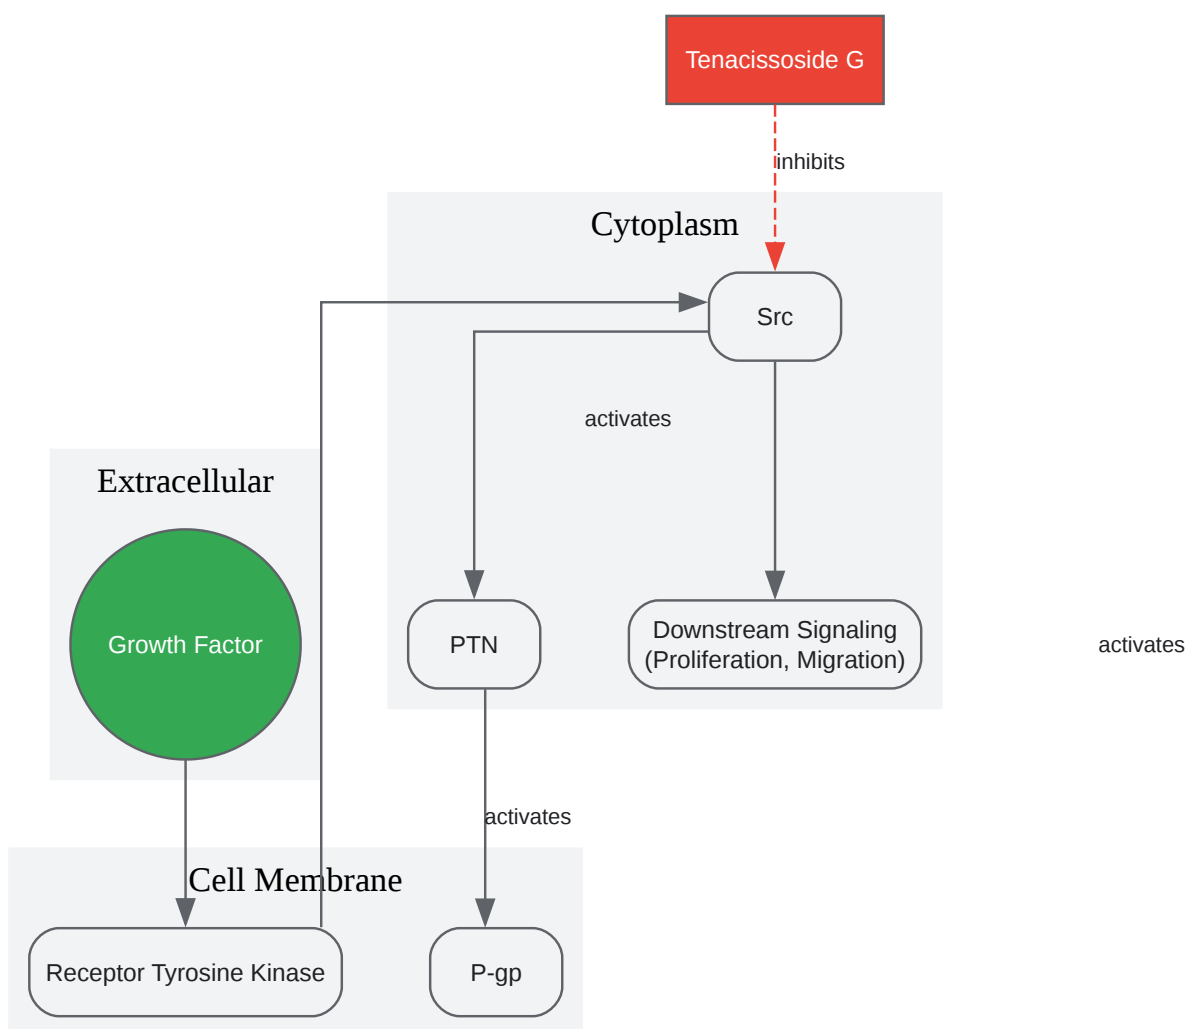 Tenacissoside G
inhibits
Cytoplasm
Src
activates
Extracellular
Growth Factor
PTN
Downstream Signaling
(Proliferation, Migration)
activates
activates
Cell Membrane
Receptor Tyrosine Kinase
P-gp